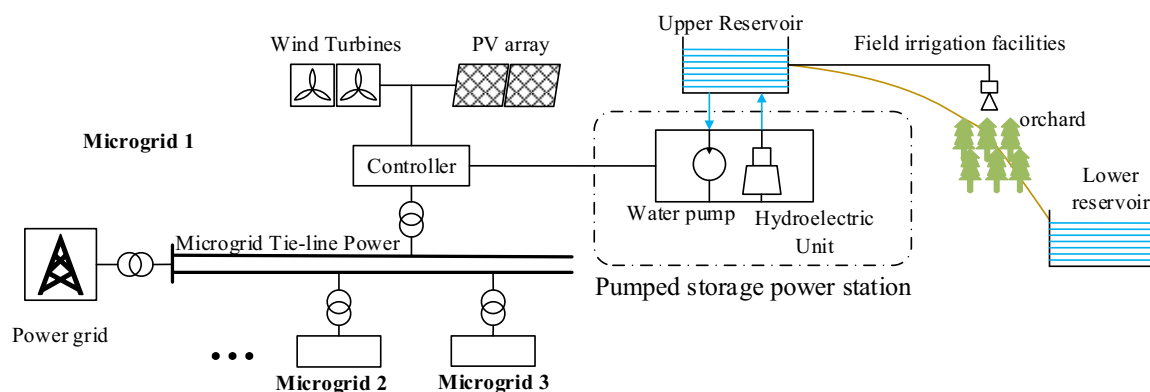 Upper Reservoir
Wind Turbines
PV array
Field irrigation facilities
Microgrid 1
orchard
Controller
Lower
reservoir
Water pump
Hydroelectric
Unit
Microgrid Tie-line Power
Pumped storage power station
Power grid
Microgrid 2
Microgrid 3